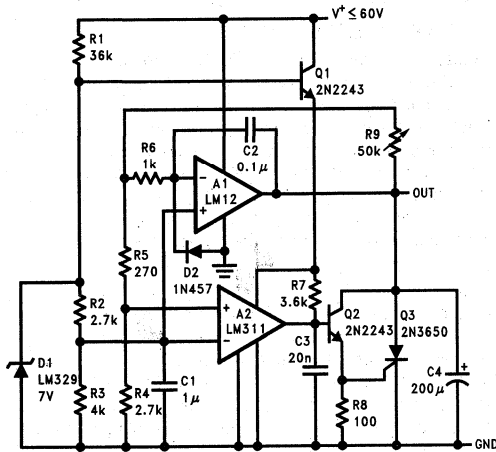 V+ ≤ 60V
R1
36k
Q1
2N2243
R9
50k
R6
1k
C2
0.1μ
A1
LM12
−
+
OUT
R5
270
D2
1N457
R7
3.6k
Q2
2N2243
Q3
2N3650
R2
2.7k
A2
LM311
+
−
D1
LM329
7V
C3
20n
C4
200μ
+
R3
4k
R4
2.7k
C1
1μ
R8
100
GND